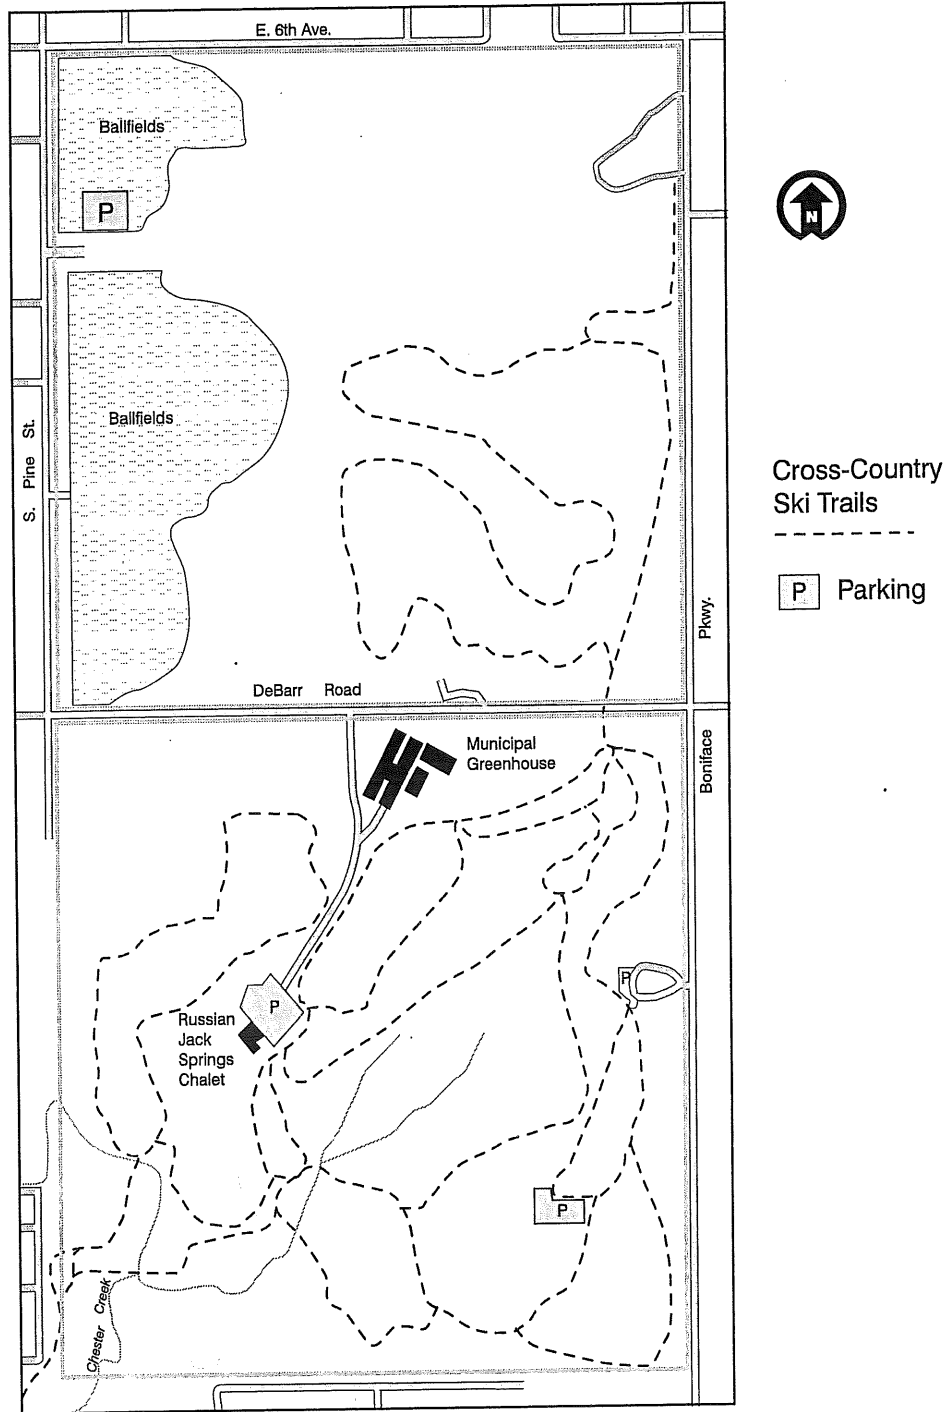 E. 6th Ave.
Ballfields
P
N
Ballfields
S. Pine St.
Cross-Country
Ski Trails
P Parking
Pkwy.
DeBarr Road
Municipal
Greenhouse
Boniface
P
P
Russian
Jack
Springs
Chalet
P
Chester Creek